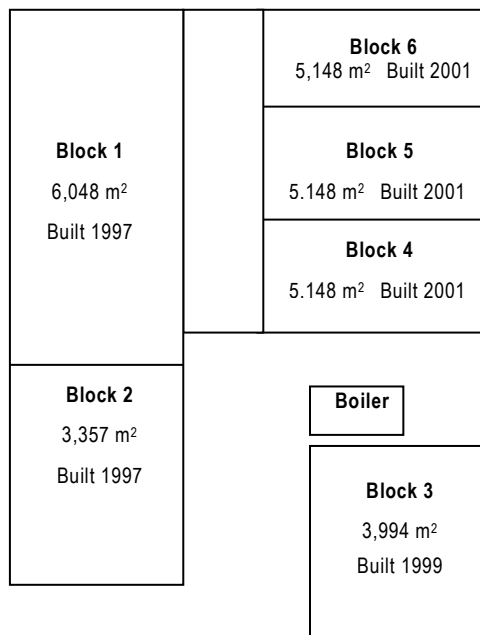 Block 1
6,048 m²
Built 1997
Block 6
5,148 m² Built 2001
Block 5
5.148 m² Built 2001
Block 4
5.148 m² Built 2001
Block 2
3,357 m²
Built 1997
Boiler
Block 3
3,994 m²
Built 1999